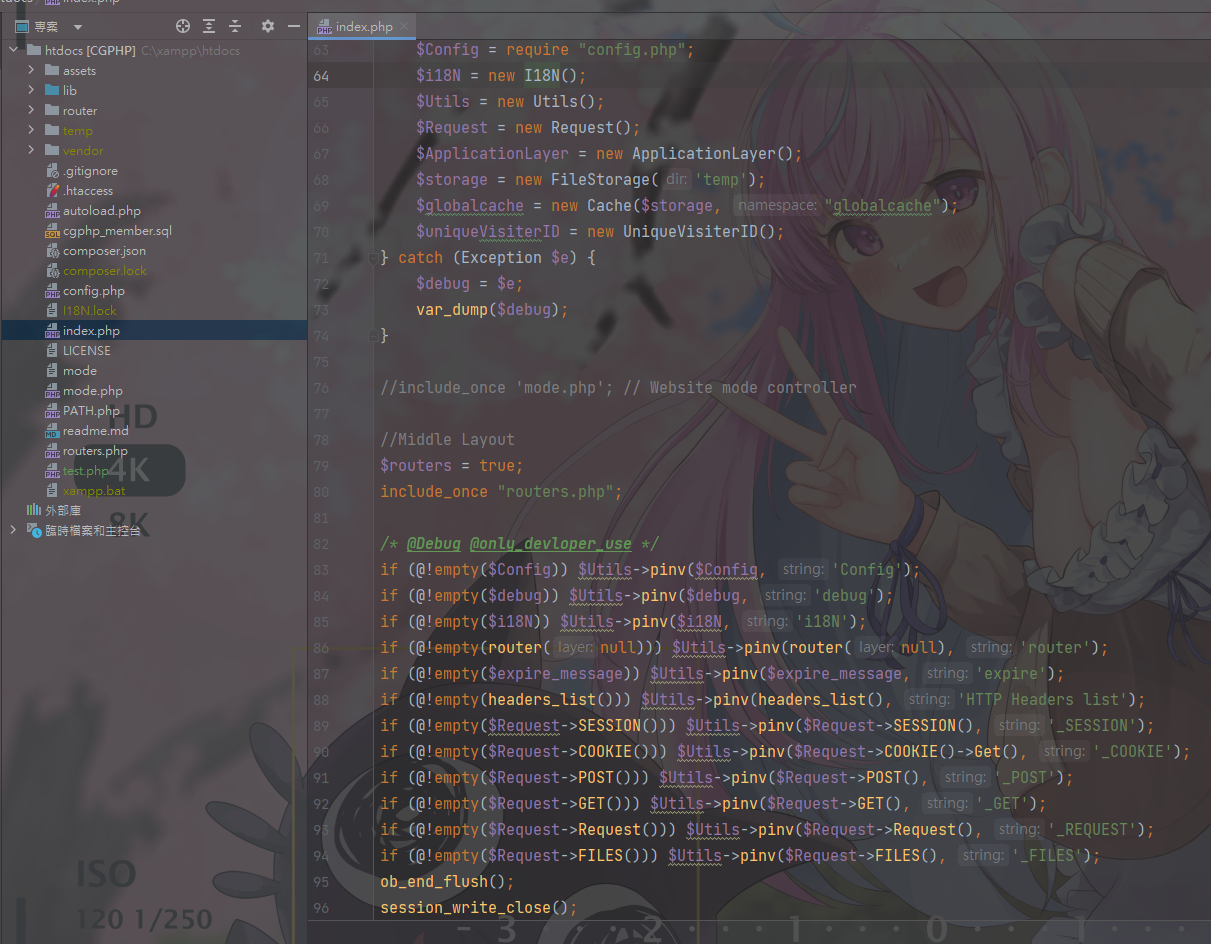 htdocs
index.php
專案
index.php
htdocs [CGPHP] C:\xampp\htdocs
assets
lib
router
temp
vendor
.gitignore
.htaccess
autoload.php
cgphp_member.sql
composer.json
composer.lock
config.php
I18N.lock
index.php
LICENSE
mode
mode.php
PATH.php
readme.md
routers.php
test.php
xampp.bat
外部庫
臨時檔案和主控台
HD
4K
8K
ISO
120 1/250
63 $Config = require "config.php";
64 $i18N = new I18N();
65 $Utils = new Utils();
66 $Request = new Request();
67 $ApplicationLayer = new ApplicationLayer();
68 $storage = new FileStorage( dir: 'temp');
69 $globalcache = new Cache($storage, namespace: "globalcache");
70 $uniqueVisiterID = new UniqueVisiterID();
71 } catch (Exception $e) {
72 $debug = $e;
73 var_dump($debug);
74 }
75
76 //include_once 'mode.php'; // Website mode controller
77
78 //Middle Layout
79 $routers = true;
80 include_once "routers.php";
81
82 /* @Debug @only_devloper_use */
83 if (@!empty($Config)) $Utils->pinv($Config, string: 'Config');
84 if (@!empty($debug)) $Utils->pinv($debug, string: 'debug');
85 if (@!empty($i18N)) $Utils->pinv($i18N, string: 'i18N');
86 if (@!empty(router( layer: null))) $Utils->pinv(router( layer: null), string: 'router');
87 if (@!empty($expire_message)) $Utils->pinv($expire_message, string: 'expire');
88 if (@!empty(headers_list())) $Utils->pinv(headers_list(), string: 'HTTP Headers list');
89 if (@!empty($Request->SESSION())) $Utils->pinv($Request->SESSION(), string: '_SESSION');
90 if (@!empty($Request->COOKIE())) $Utils->pinv($Request->COOKIE()->Get(), string: '_COOKIE');
91 if (@!empty($Request->POST())) $Utils->pinv($Request->POST(), string: '_POST');
92 if (@!empty($Request->GET())) $Utils->pinv($Request->GET(), string: '_GET');
93 if (@!empty($Request->Request())) $Utils->pinv($Request->Request(), string: '_REQUEST');
94 if (@!empty($Request->FILES())) $Utils->pinv($Request->FILES(), string: '_FILES');
95 ob_end_flush();
96 session_write_close();
-3 · · 2 · · 1 · · 0 · · 1